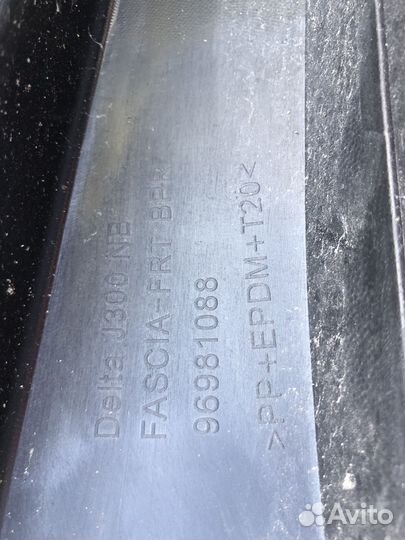 Delta J300 NB
FASCIA-FRT BPR
96981088
>PP+EPDM+T20<
Avito